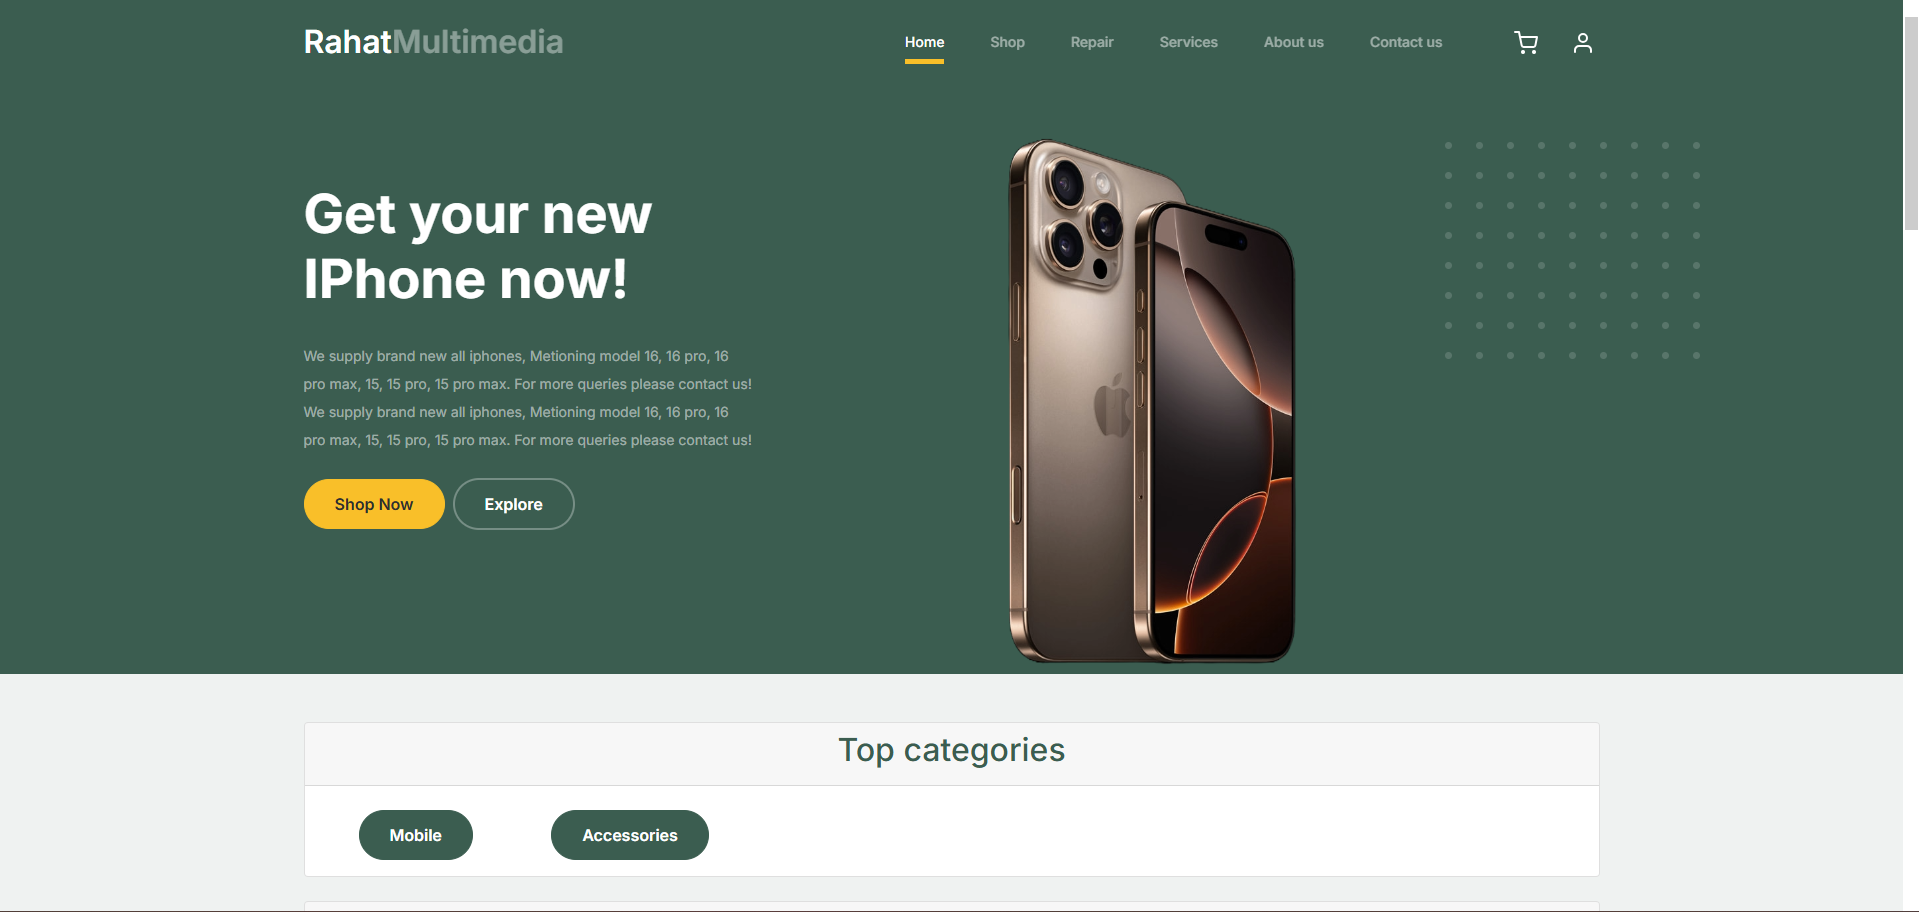 RahatMultimedia
Home Shop Repair Services About us Contact us
Get your new
IPhone now!
We supply brand new all iphones, Metioning model 16, 16 pro, 16
pro max, 15, 15 pro, 15 pro max. For more queries please contact us!
We supply brand new all iphones, Metioning model 16, 16 pro, 16
pro max, 15, 15 pro, 15 pro max. For more queries please contact us!
Shop Now Explore
Top categories
Mobile Accessories